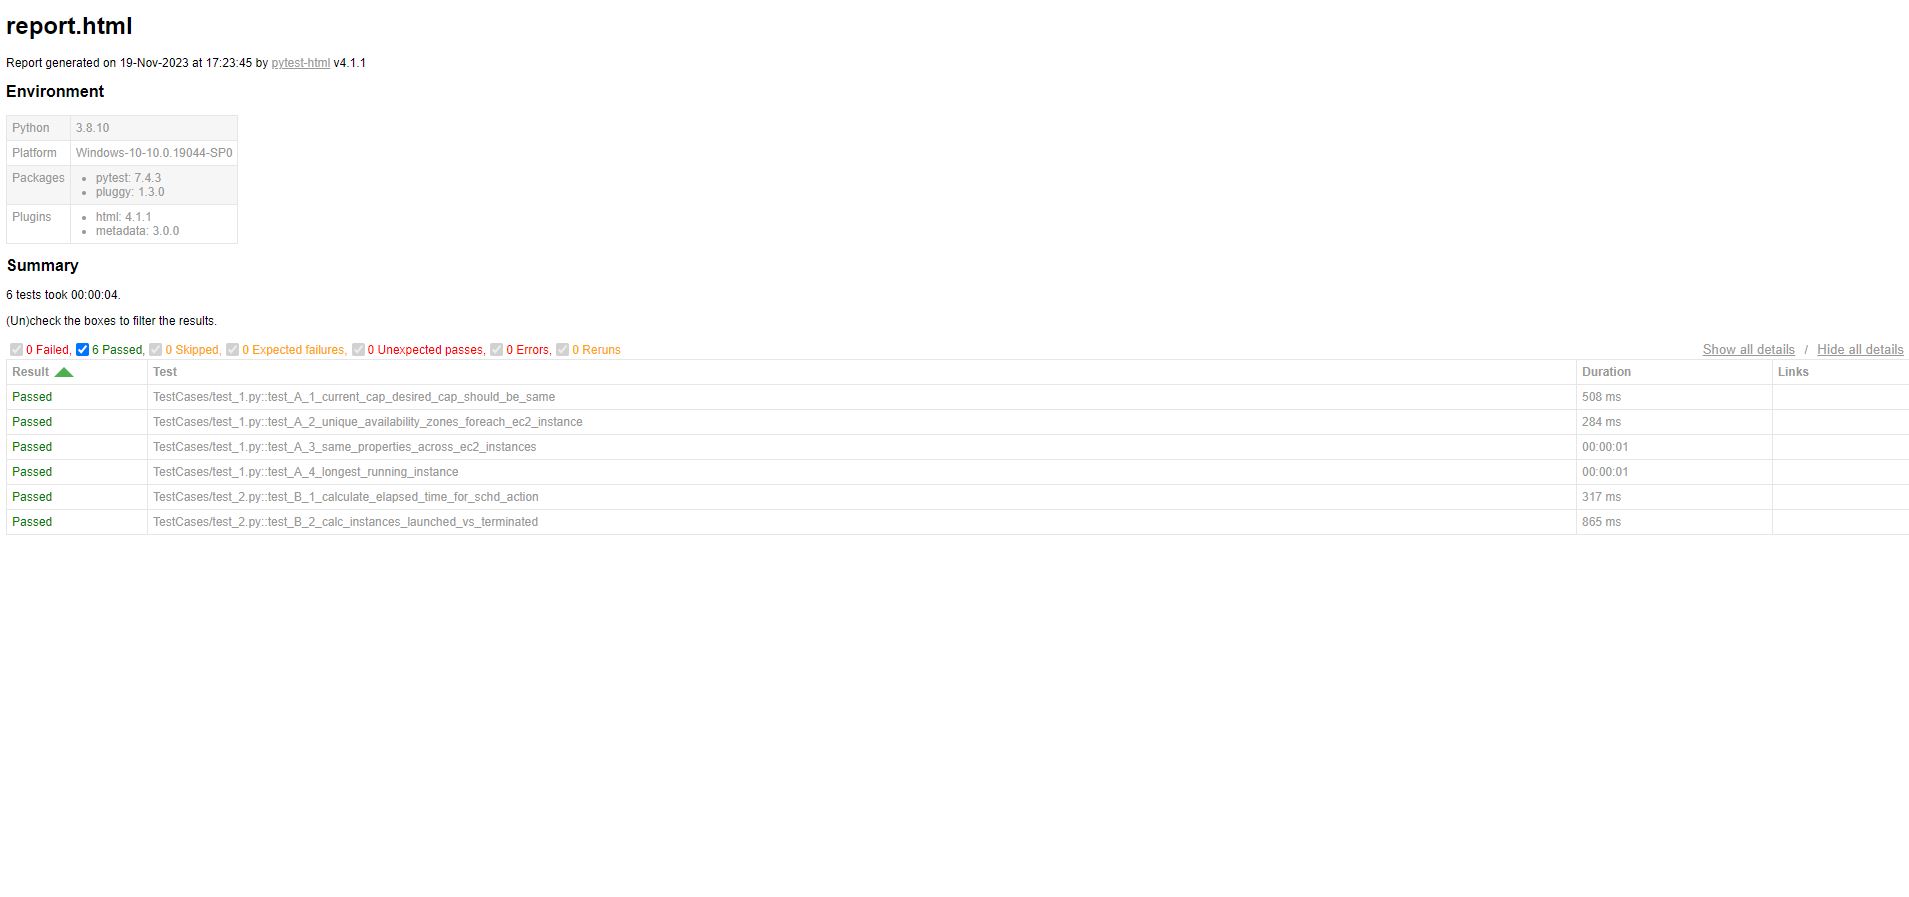 report.html
Report generated on 19-Nov-2023 at 17:23:45 by pytest-html v4.1.1
Environment
Python 3.8.10
Platform Windows-10-10.0.19044-SP0
Packages • pytest: 7.4.3
• pluggy: 1.3.0
Plugins • html: 4.1.1
• metadata: 3.0.0
Summary
6 tests took 00:00:04.
(Un)check the boxes to filter the results.
0 Failed, 6 Passed, 0 Skipped, 0 Expected failures, 0 Unexpected passes, 0 Errors, 0 Reruns Show all details / Hide all details
Result Test Duration Links
Passed TestCases/test_1.py::test_A_1_current_cap_desired_cap_should_be_same 508 ms
Passed TestCases/test_1.py::test_A_2_unique_availability_zones_foreach_ec2_instance 284 ms
Passed TestCases/test_1.py::test_A_3_same_properties_across_ec2_instances 00:00:01
Passed TestCases/test_1.py::test_A_4_longest_running_instance 00:00:01
Passed TestCases/test_2.py::test_B_1_calculate_elapsed_time_for_schd_action 317 ms
Passed TestCases/test_2.py::test_B_2_calc_instances_launched_vs_terminated 865 ms